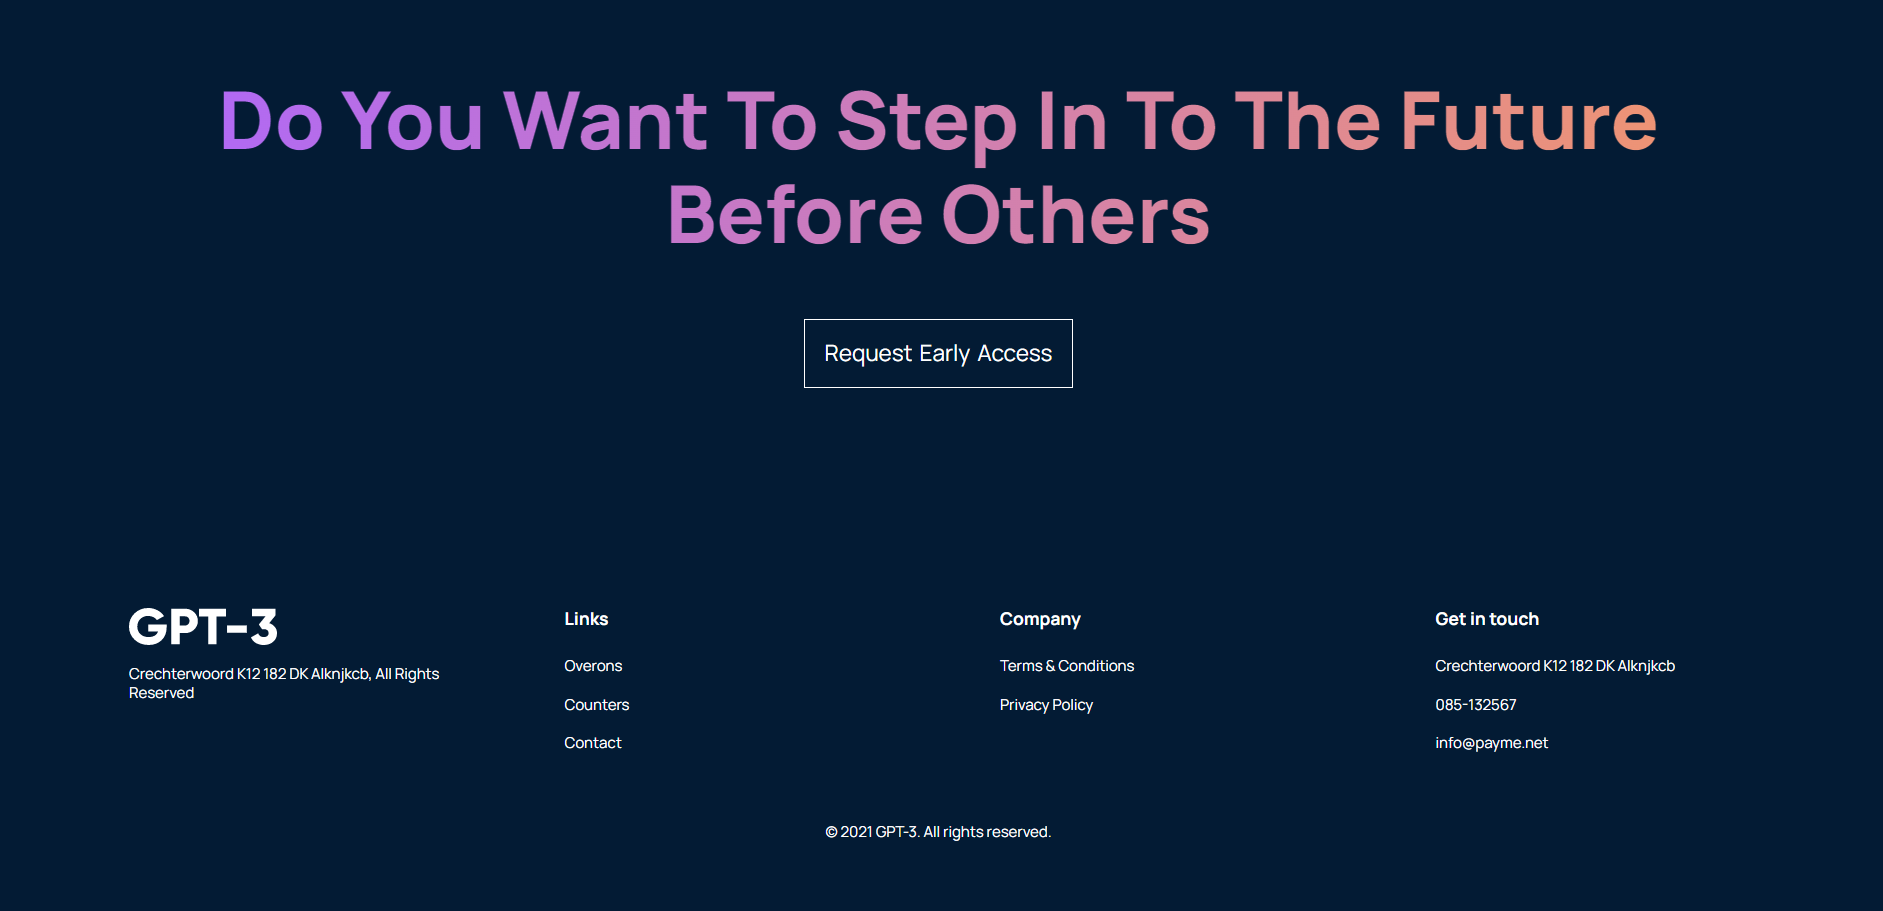 Do You Want To Step In To The Future
Before Others
Request Early Access
GPT-3
Crechterwoord K12 182 DK Alknjkcb, All Rights
Reserved
Links
Overons
Counters
Contact
Company
Terms & Conditions
Privacy Policy
Get in touch
Crechterwoord K12 182 DK Alknjkcb
085-132567
info@payme.net
© 2021 GPT-3. All rights reserved.